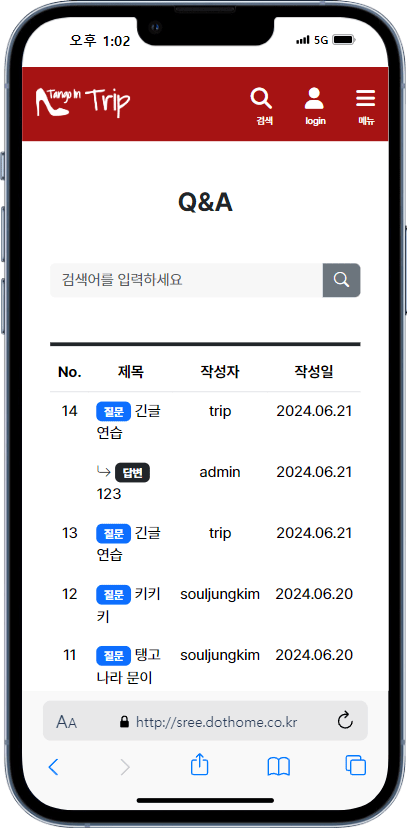 오후 1:02 5G
Tango In Trip
검색 login 메뉴
Q&A
검색어를 입력하세요
No. 제목 작성자 작성일
14 질문 긴글 trip 2024.06.21
연습
답변 admin 2024.06.21
123
13 질문 긴글 trip 2024.06.21
연습
12 질문 키키 souljungkim 2024.06.20
키
11 질문 탱고 souljungkim 2024.06.20
나라 문이
AA http://sree.dothome.co.kr